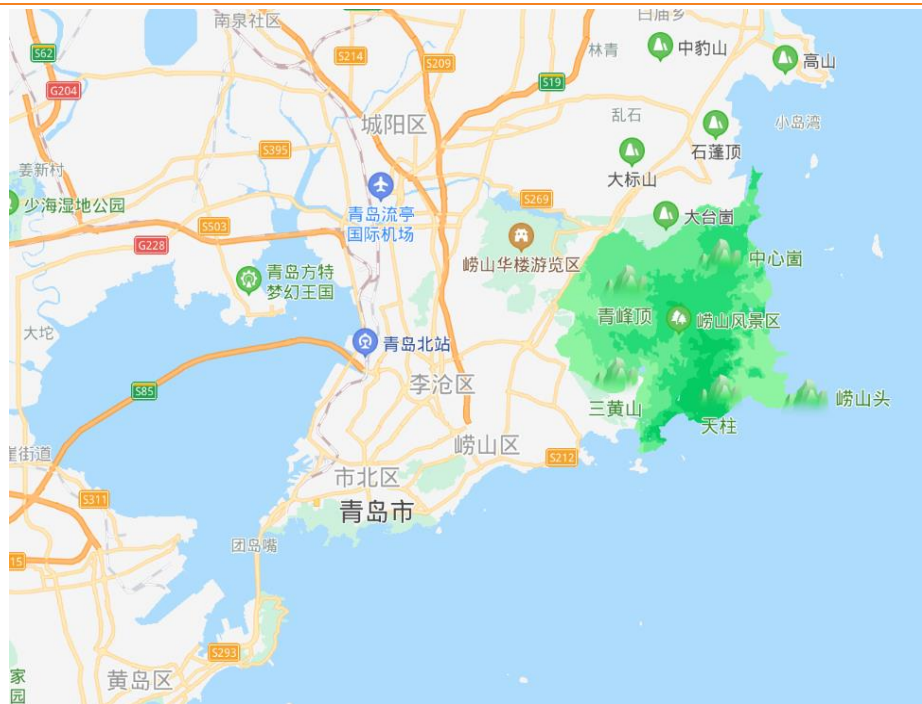 南泉社区
白庙乡
S62
S214
S209
林青
中豹山
高山
G204
S19
城阳区
乱石
石蓬顶
小岛湾
S395
大标山
姜新村
少海湿地公园
S269
青岛流亭
国际机场
S503
大台崮
G228
崂山华楼游览区
中心崮
青岛方特
梦幻王国
青峰顶
崂山风景区
大坨
青岛北站
李沧区
S85
三黄山
崂山头
天柱
崂山区
崖街道
S212
市北区
S311
青岛市
团岛嘴
15
S293
黄岛区
家
园